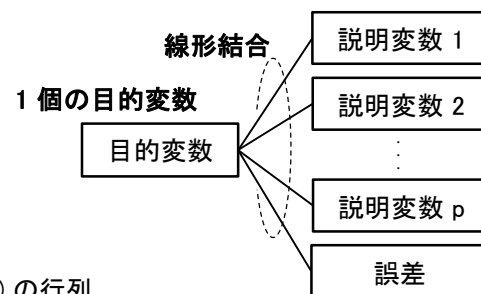 説明変数 1
線形結合
1 個の目的変数
説明変数 2
目的変数
説明変数 p
誤差
の行列